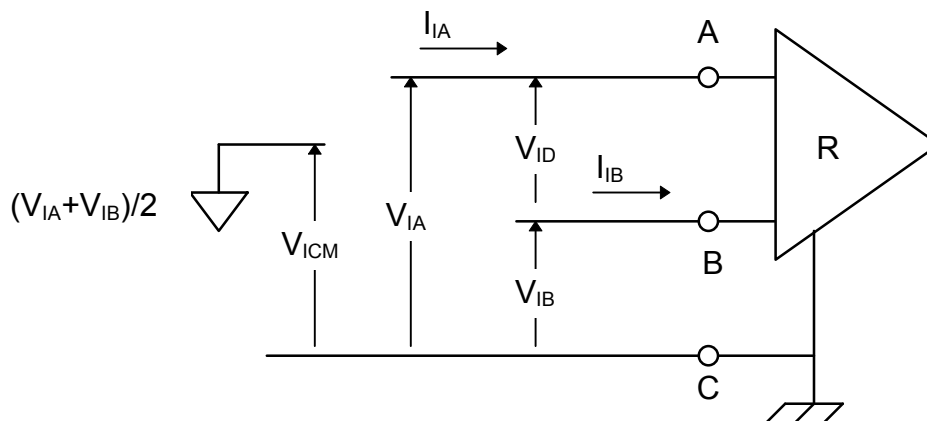 I_IA
A
V_ID
R
I_IB
(V_IA+V_IB)/2
V_IA
V_ICM
B
V_IB
C